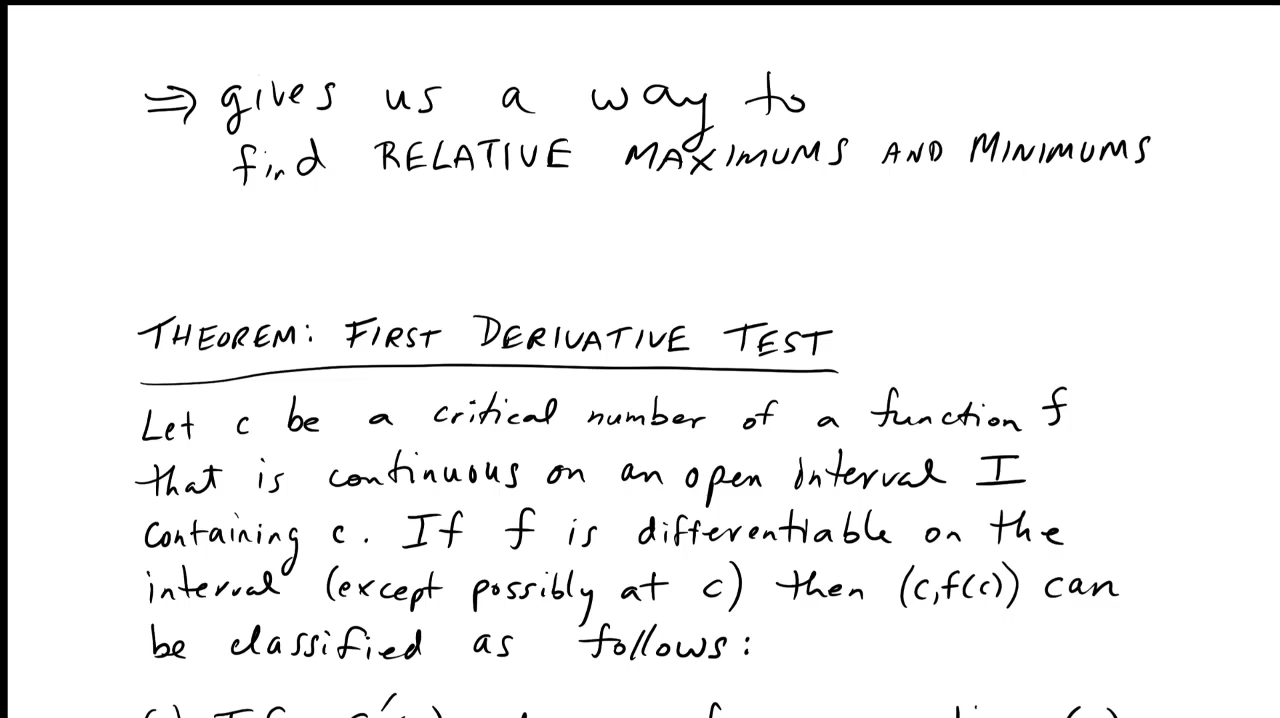 ⇒ gives us a way to
find RELATIVE MAXIMUMS AND MINIMUMS
THEOREM: FIRST DERIVATIVE TEST
Let c be a critical number of a function f
that is continuous on an open interval I
containing c. If f is differentiable on the
interval (except possibly at c) then (c,f(c)) can
be classified as follows: